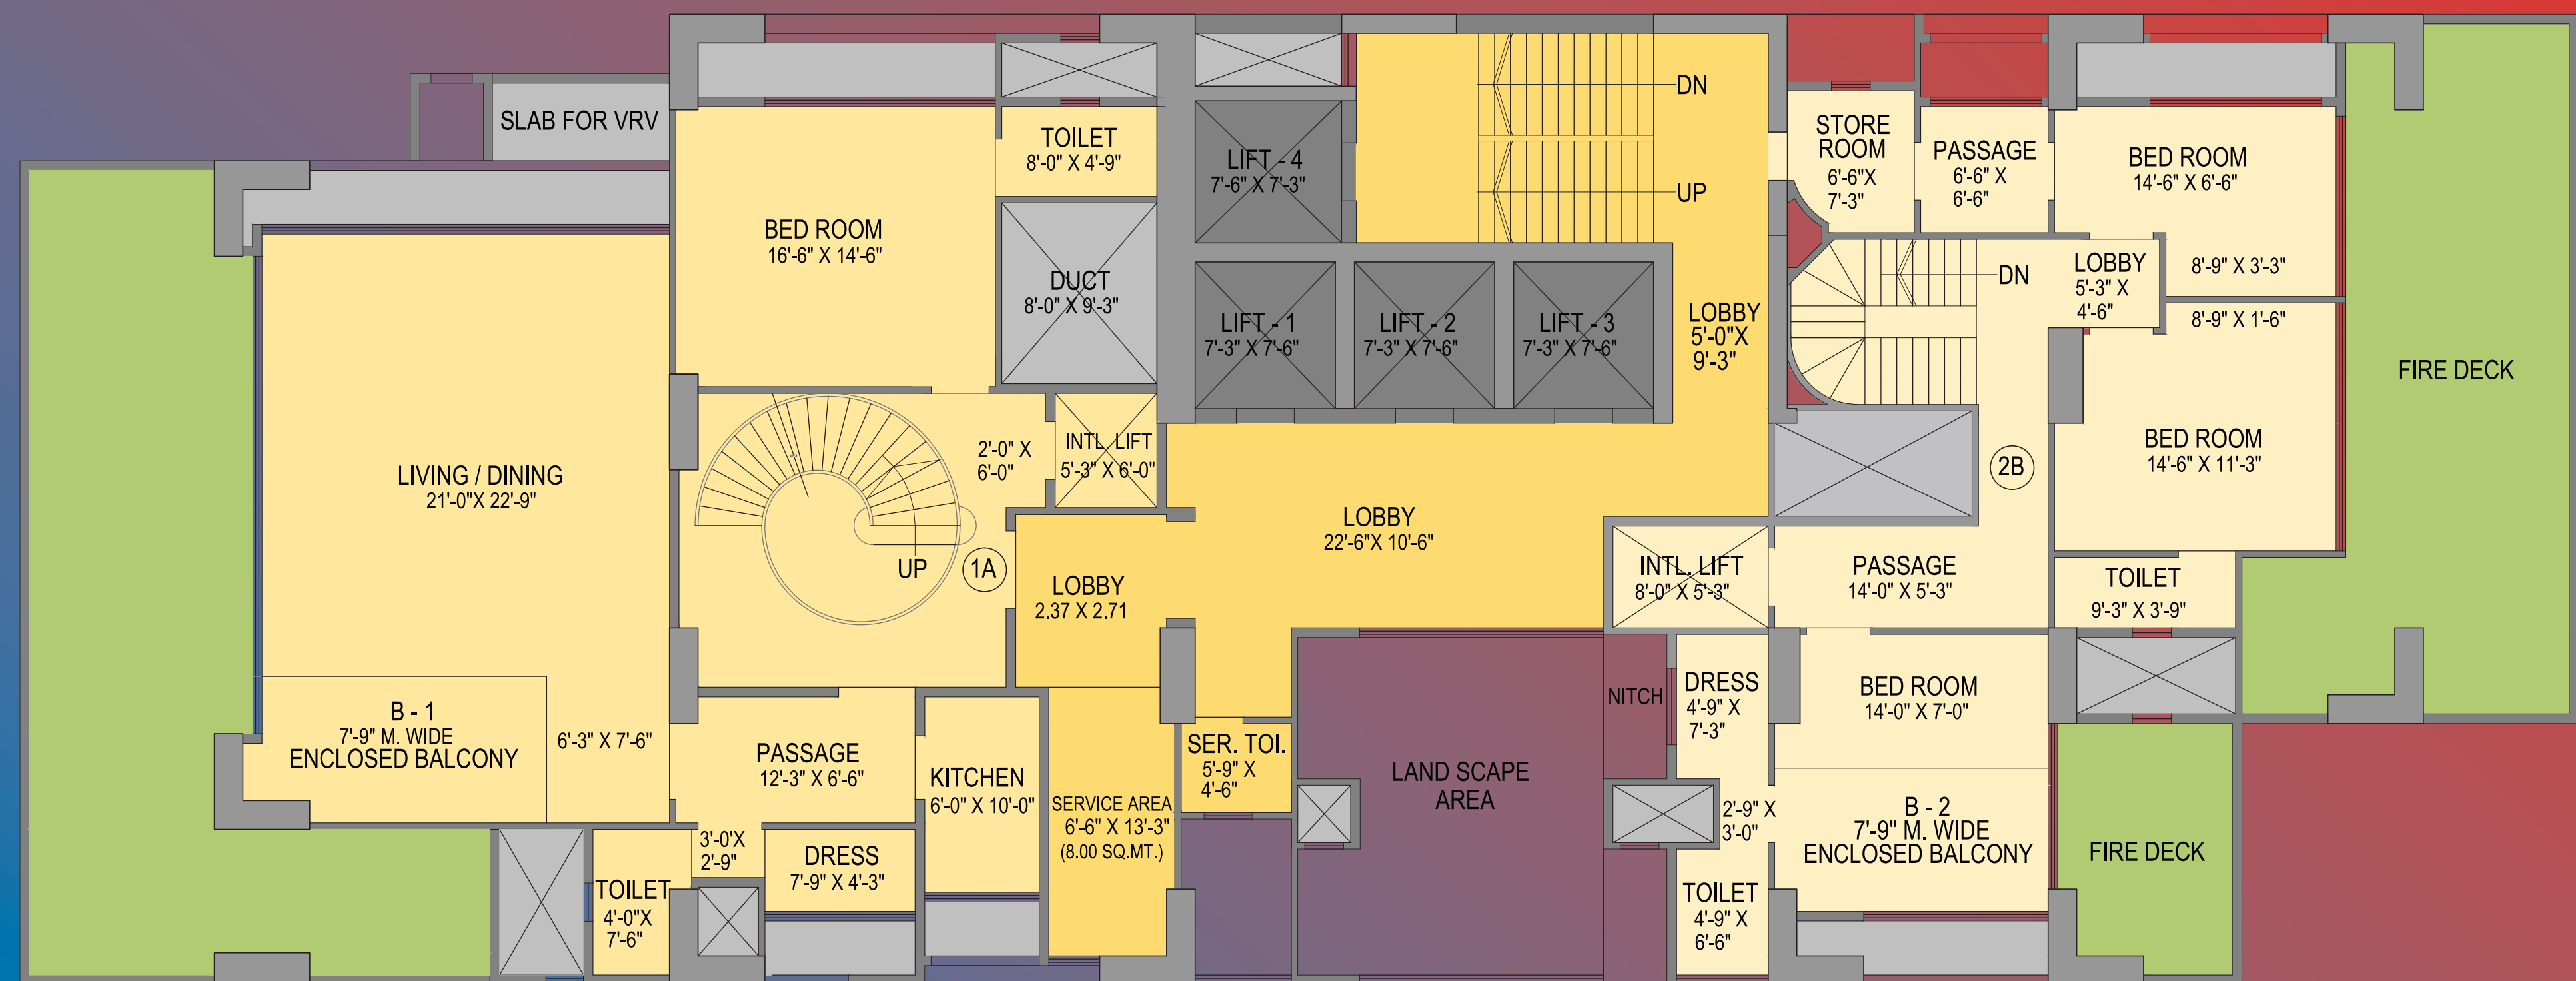 SLAB FOR VRV
LIVING / DINING
21'-0"X 22'-9"
B - 1
7'-9" M. WIDE
ENCLOSED BALCONY
6'-3" X 7'-6"
BED ROOM
16'-6" X 14'-6"
TOILET
8'-0" X 4'-9"
DUCT
8'-0" X 9'-3"
2'-0" X
6'-0"
INTL. LIFT
5'-3" X 6'-0"
UP
1A
LOBBY
2.37 X 2.71
PASSAGE
12'-3" X 6'-6"
3'-0'X
2'-9"
TOILET
4'-0"X
7'-6"
DRESS
7'-9" X 4'-3"
KITCHEN
6'-0" X 10'-0"
SERVICE AREA
6'-6" X 13'-3"
(8.00 SQ.MT.)
SER. TOI.
5'-9" X
4'-6"
LIFT - 4
7'-6" X 7'-3"
LIFT - 1
7'-3" X 7'-6"
LIFT - 2
7'-3" X 7'-6"
LIFT - 3
7'-3" X 7'-6"
DN
UP
LOBBY
5'-0"X
9'-3"
LOBBY
22'-6"X 10'-6"
LAND SCAPE
AREA
NITCH
STORE
ROOM
6'-6"X
7'-3"
PASSAGE
6'-6" X
6'-6"
BED ROOM
14'-6" X 6'-6"
8'-9" X 3'-3"
LOBBY
5'-3" X
4'-6"
DN
8'-9" X 1'-6"
BED ROOM
14'-6" X 11'-3"
2B
FIRE DECK
INTL. LIFT
8'-0" X 5'-3"
PASSAGE
14'-0" X 5'-3"
TOILET
9'-3" X 3'-9"
DRESS
4'-9" X
7'-3"
BED ROOM
14'-0" X 7'-0"
2'-9" X
3'-0"
B - 2
7'-9" M. WIDE
ENCLOSED BALCONY
TOILET
4'-9" X
6'-6"
FIRE DECK